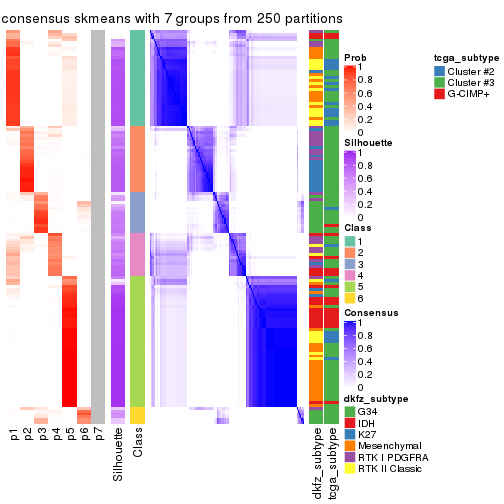 consensus skmeans with 7 groups from 250 partitions
Prob
1
0.8
0.6
0.4
0.2
0
Silhouette
1
0.8
0.6
0.4
0.2
0
Class
1
2
3
4
5
6
Consensus
1
0.8
0.6
0.4
0.2
0
dkfz_subtype
G34
IDH
K27
Mesenchymal
RTK I PDGFRA
RTK II Classic
tcga_subtype
Cluster #2
Cluster #3
G-CIMP+
p1
p2
p3
p4
p5
p6
p7
Silhouette
Class
dkfz_subtype
tcga_subtype